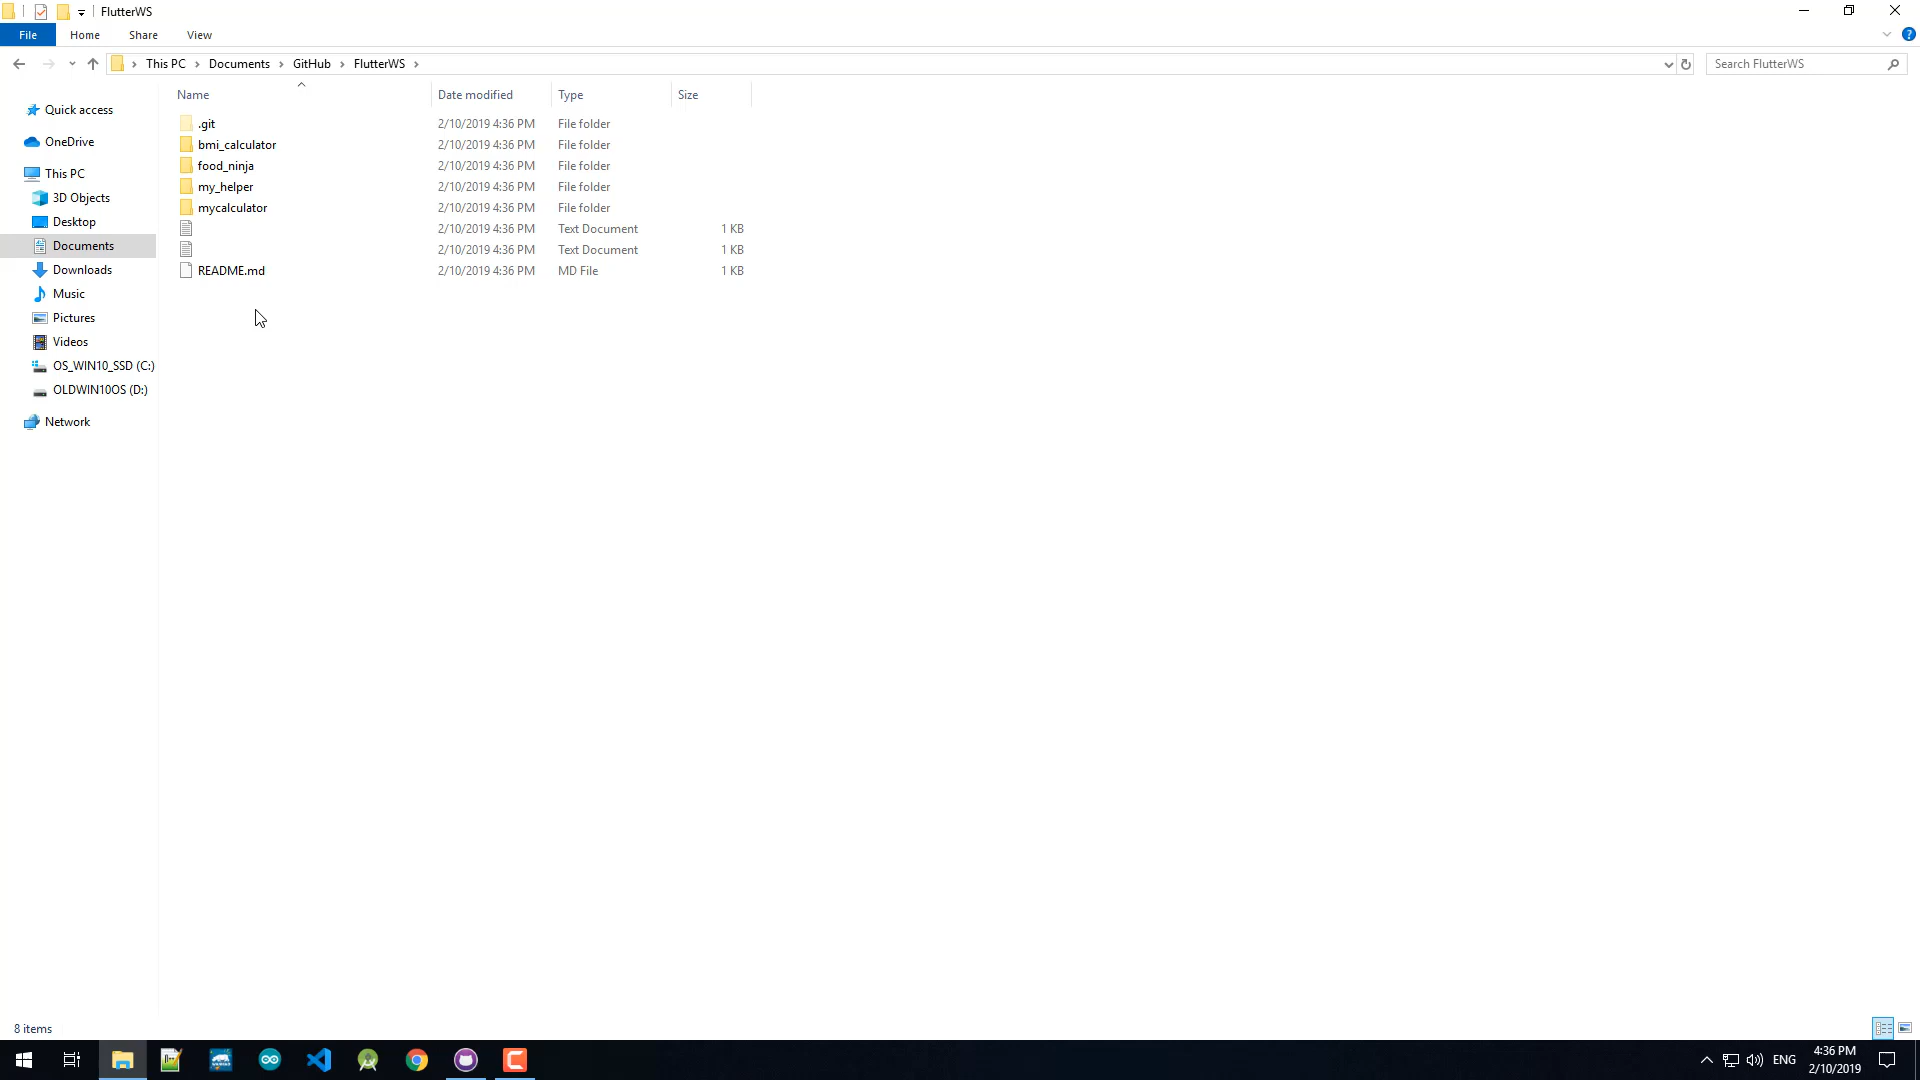 FlutterWS
File Home Share View
This PC Documents GitHub FlutterWS
Search FlutterWS
Name Date modified Type Size
Quick access
OneDrive
This PC
3D Objects
Desktop
Documents
Downloads
Music
Pictures
Videos
OS_WIN10_SSD (C:)
OLDWIN10OS (D:)
Network
.git 2/10/2019 4:36 PM File folder
bmi_calculator 2/10/2019 4:36 PM File folder
food_ninja 2/10/2019 4:36 PM File folder
my_helper 2/10/2019 4:36 PM File folder
mycalculator 2/10/2019 4:36 PM File folder
2/10/2019 4:36 PM Text Document 1 KB
2/10/2019 4:36 PM Text Document 1 KB
README.md 2/10/2019 4:36 PM MD File 1 KB
8 items
ENG
4:36 PM
2/10/2019